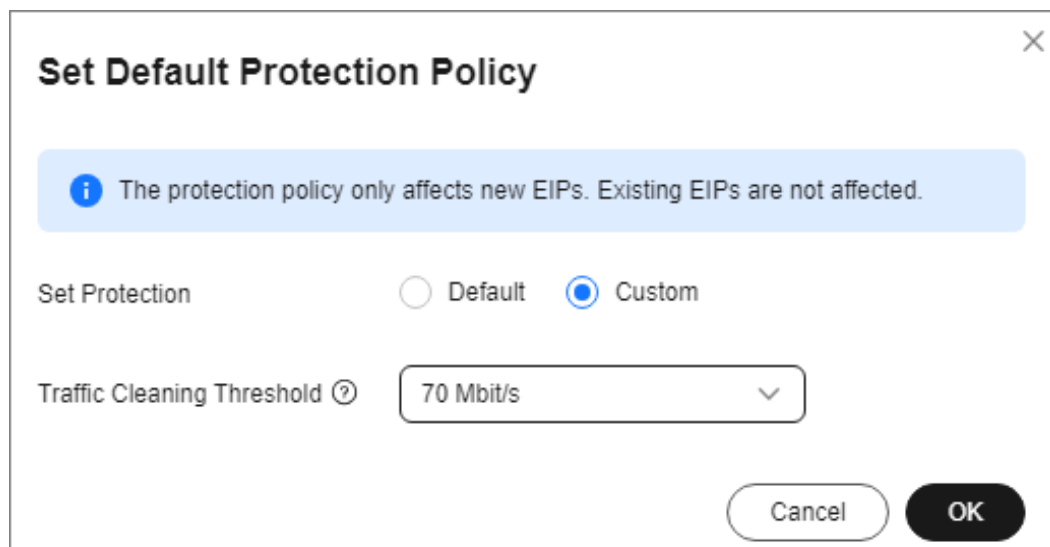 Set Default Protection Policy
The protection policy only affects new EIPs. Existing EIPs are not affected.
Set Protection Default Custom
Traffic Cleaning Threshold 70 Mbit/s
Cancel OK